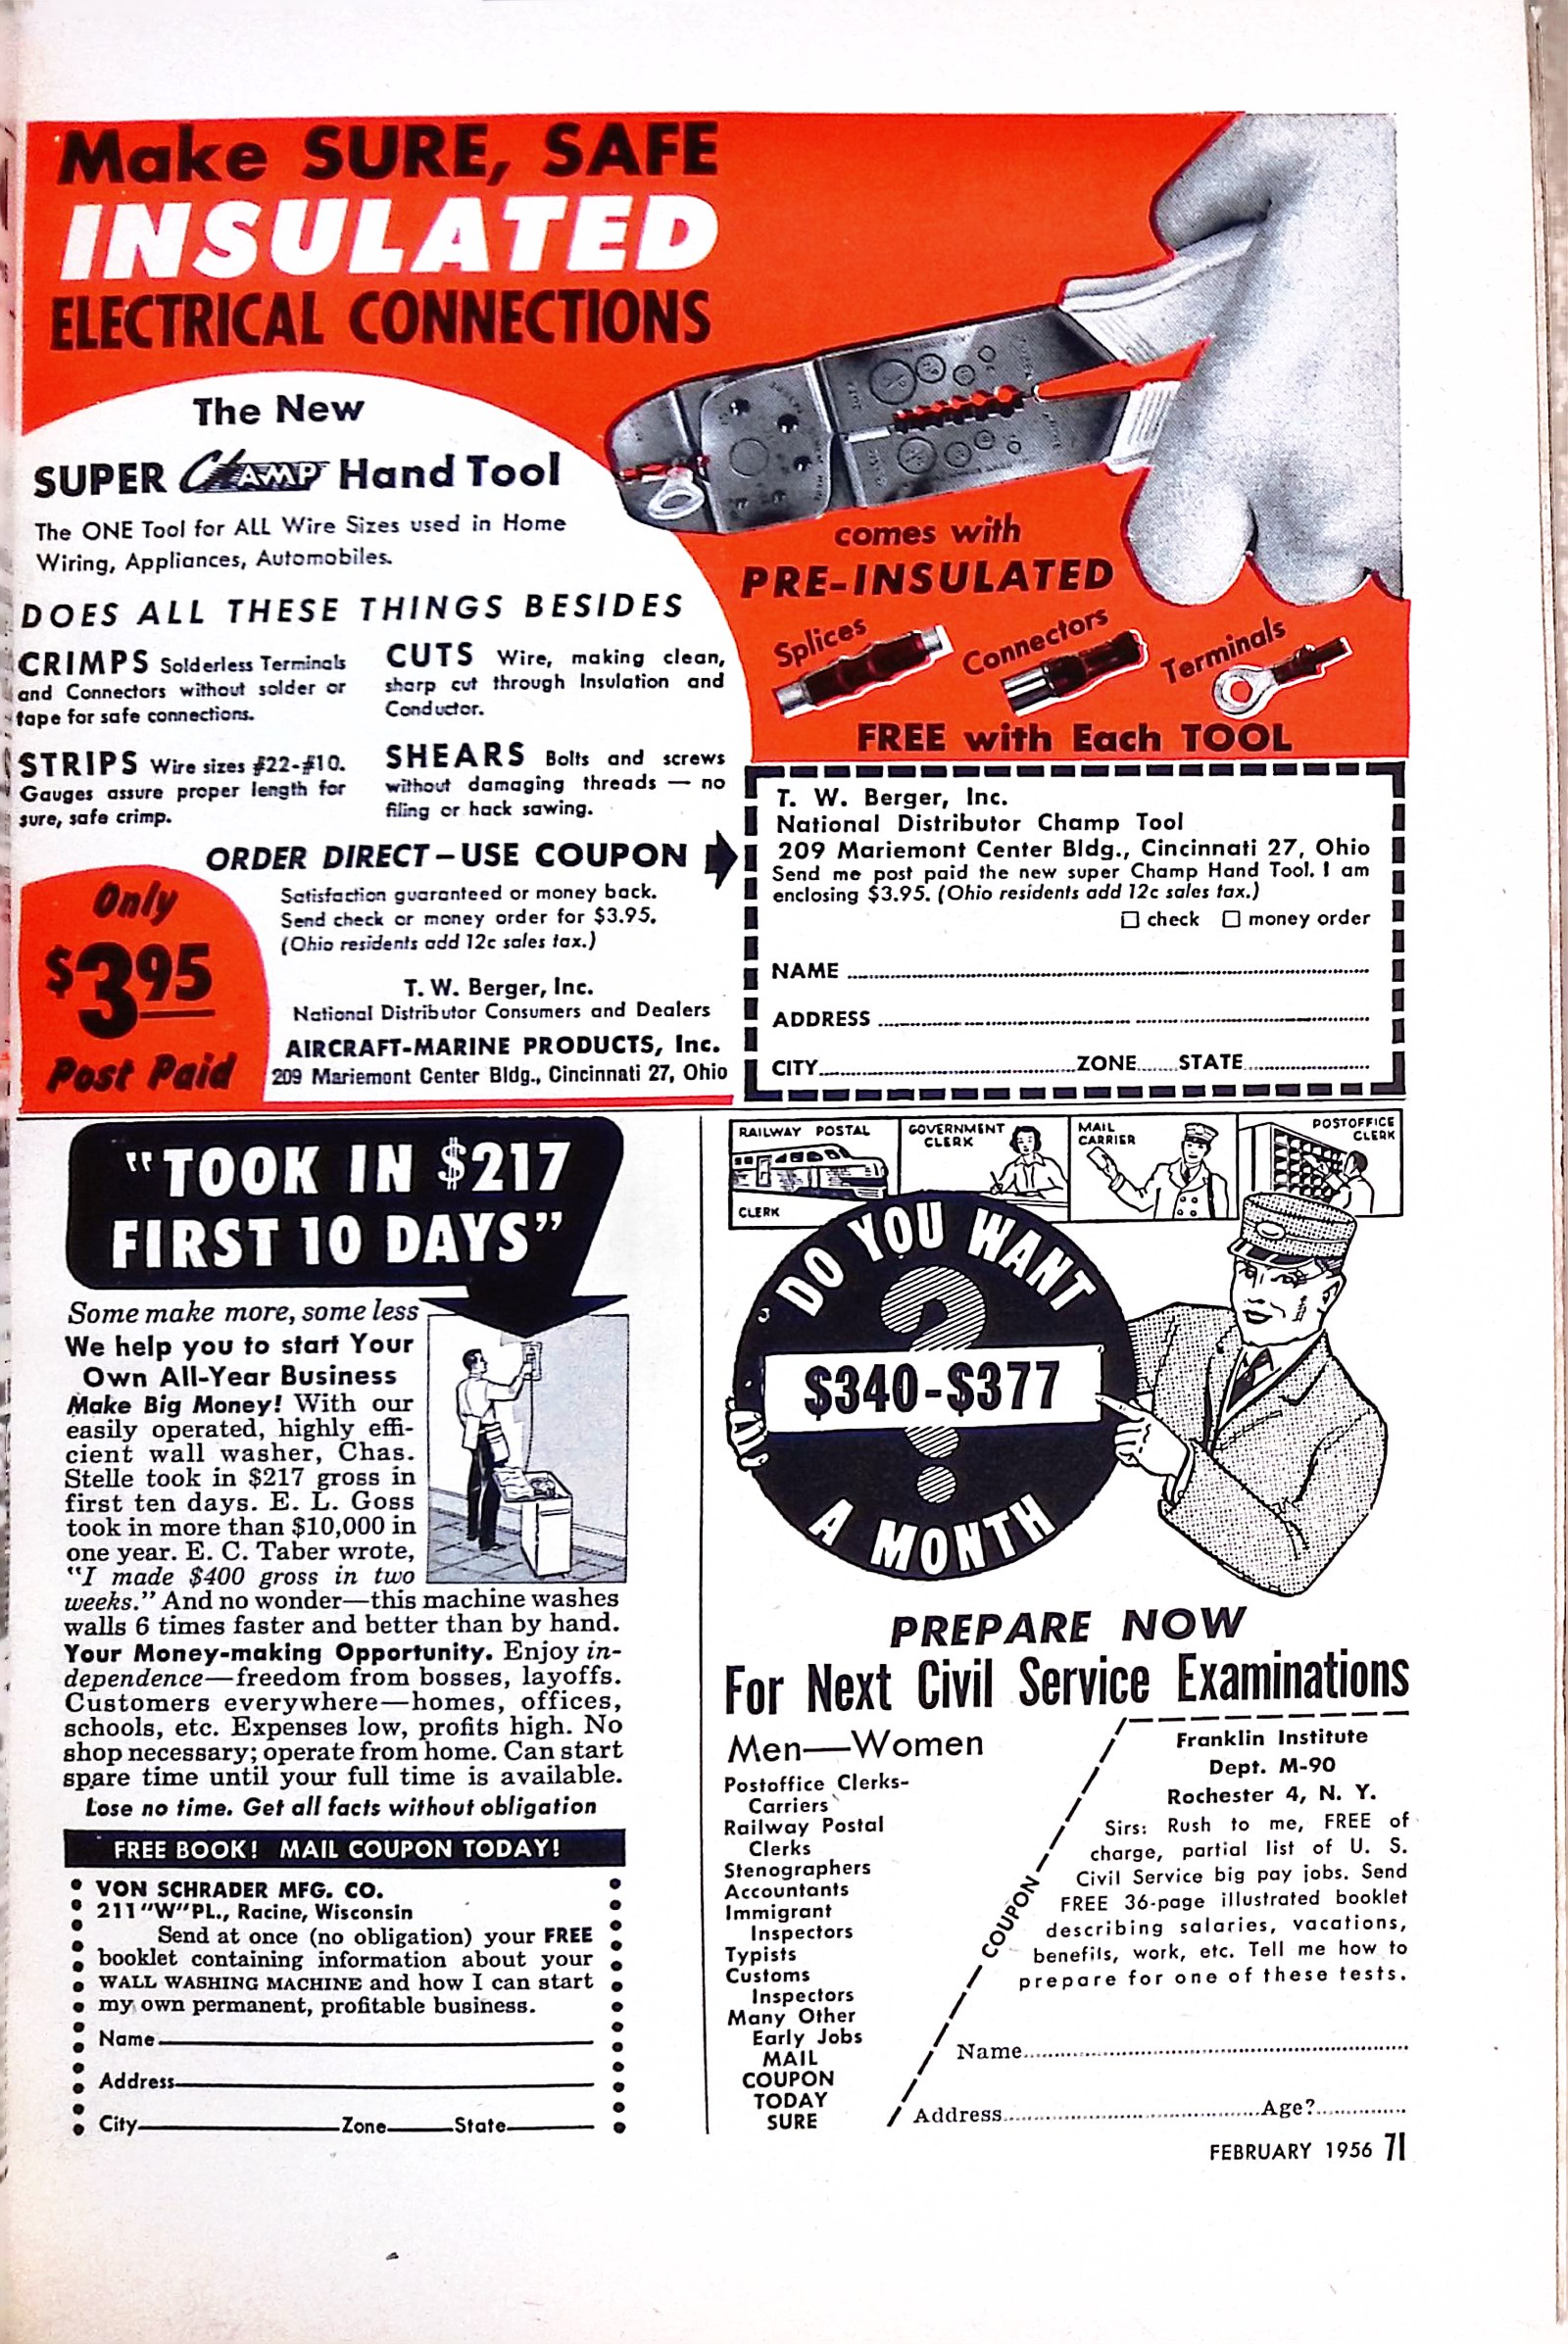 Make SURE, SAFE
INSULATED
ELECTRICAL CONNECTIONS
The New
SUPER CHAMP Hand Tool
The ONE Tool for ALL Wire Sizes used in Home
Wiring, Appliances, Automobiles.
DOES ALL THESE THINGS BESIDES
CRIMPS Solderless Terminals
and Connectors without solder or
tape for safe connections.
STRIPS Wire sizes #22-#10.
Gauges assure proper length for
sure, safe crimp.
CUTS Wire, making clean,
sharp cut through Insulation and
Conductor.
SHEARS Bolts and screws
without damaging threads — no
filing or hack sawing.
comes with
PRE-INSULATED
Splices
Connectors
Terminals
FREE with Each TOOL
ORDER DIRECT—USE COUPON
Satisfaction guaranteed or money back.
Send check or money order for $3.95.
(Ohio residents add 12c sales tax.)
T. W. Berger, Inc.
National Distributor Consumers and Dealers
AIRCRAFT-MARINE PRODUCTS, Inc.
209 Mariemont Center Bldg., Cincinnati 27, Ohio
Only
$3.95
Post Paid
T. W. Berger, Inc.
National Distributor Champ Tool
209 Mariemont Center Bldg., Cincinnati 27, Ohio
Send me post paid the new super Champ Hand Tool. I am
enclosing $3.95. (Ohio residents add 12c sales tax.)
☐ check ☐ money order
NAME
ADDRESS
CITY ZONE STATE
"TOOK IN $217
FIRST 10 DAYS"
Some make more, some less
We help you to start Your
Own All-Year Business
Make Big Money! With our
easily operated, highly effi-
cient wall washer, Chas.
Stelle took in $217 gross in
first ten days. E. L. Goss
took in more than $10,000 in
one year. E. C. Taber wrote,
"I made $400 gross in two
weeks." And no wonder—this machine washes
walls 6 times faster and better than by hand.
Your Money-making Opportunity. Enjoy in-
dependence—freedom from bosses, layoffs.
Customers everywhere—homes, offices,
schools, etc. Expenses low, profits high. No
shop necessary; operate from home. Can start
spare time until your full time is available.
Lose no time. Get all facts without obligation
FREE BOOK! MAIL COUPON TODAY!
VON SCHRADER MFG. CO.
211 "W" PL., Racine, Wisconsin
Send at once (no obligation) your FREE
booklet containing information about your
WALL WASHING MACHINE and how I can start
my own permanent, profitable business.
Name
Address
City Zone State
RAILWAY POSTAL
CLERK
GOVERNMENT
CLERK
MAIL
CARRIER
POSTOFFICE
CLERK
DO YOU WANT
?
$340-$377
A MONTH
PREPARE NOW
For Next Civil Service Examinations
Men—Women
Postoffice Clerks-
Carriers
Railway Postal
Clerks
Stenographers
Accountants
Immigrant
Inspectors
Typists
Customs
Inspectors
Many Other
Early Jobs
MAIL
COUPON
TODAY
SURE
COUPON
Franklin Institute
Dept. M-90
Rochester 4, N. Y.
Sirs: Rush to me, FREE of
charge, partial list of U. S.
Civil Service big pay jobs. Send
FREE 36-page illustrated booklet
describing salaries, vacations,
benefits, work, etc. Tell me how to
prepare for one of these tests.
Name
Address Age?
FEBRUARY 1956 71